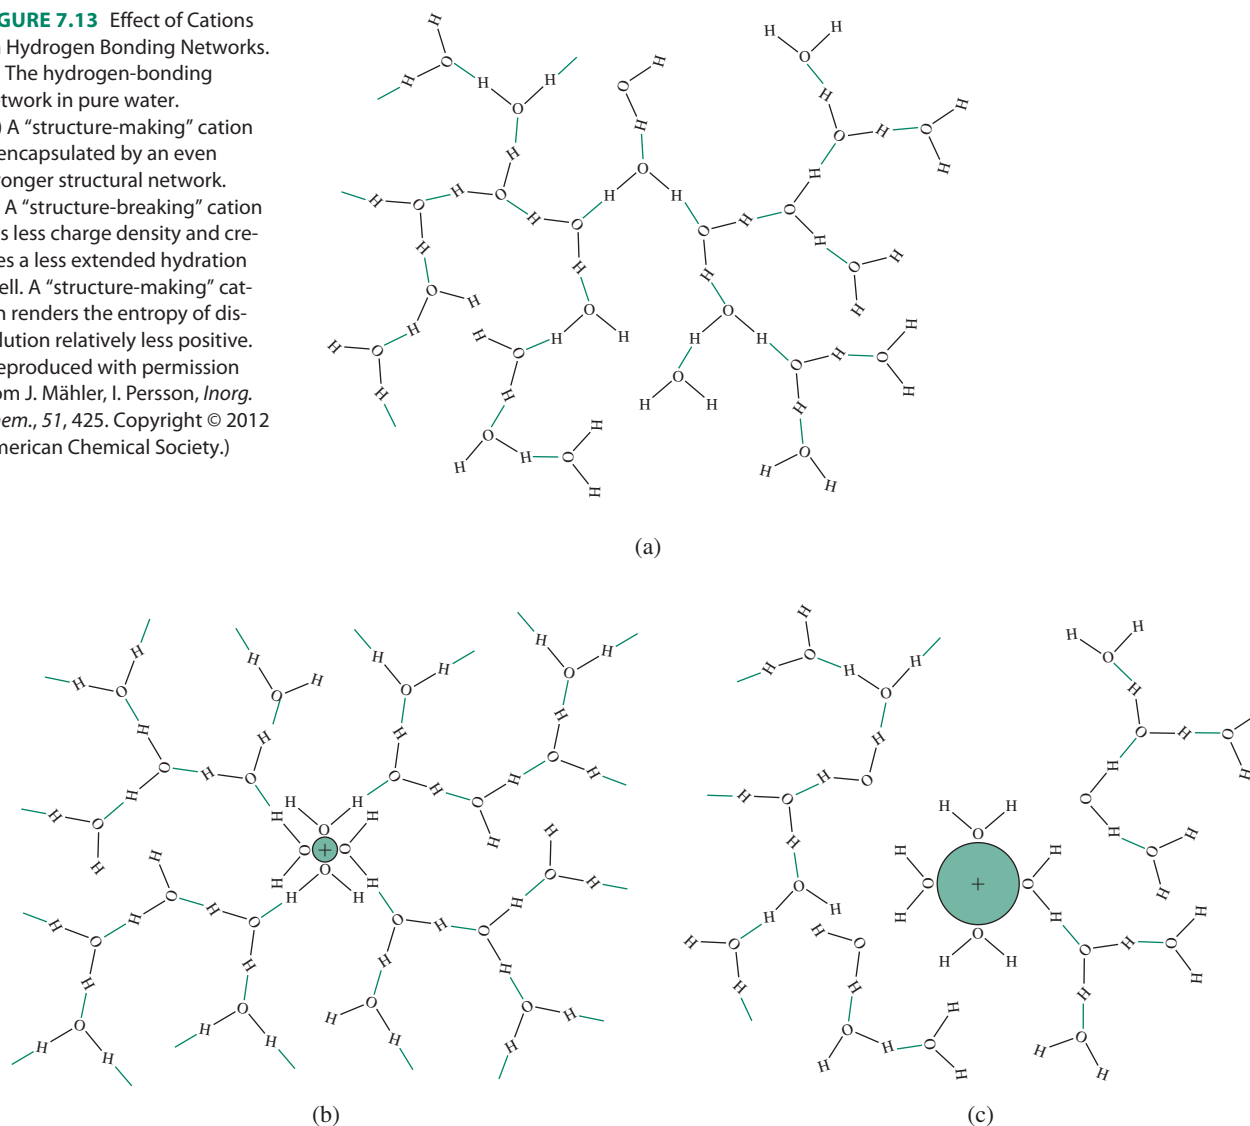 GURE 7.13 Effect of Cations
Hydrogen Bonding Networks.
The hydrogen-bonding
twork in pure water.
) A “structure-making” cation
encapsulated by an even
onger structural network.
A “structure-breaking” cation
s less charge density and cre-
es a less extended hydration
ell. A “structure-making” cat-
n renders the entropy of dis-
lution relatively less positive.
eproduced with permission
om J. Mähler, I. Persson, Inorg.
em., 51, 425. Copyright © 2012
merican Chemical Society.)
(a)
+
+
(b)
(c)